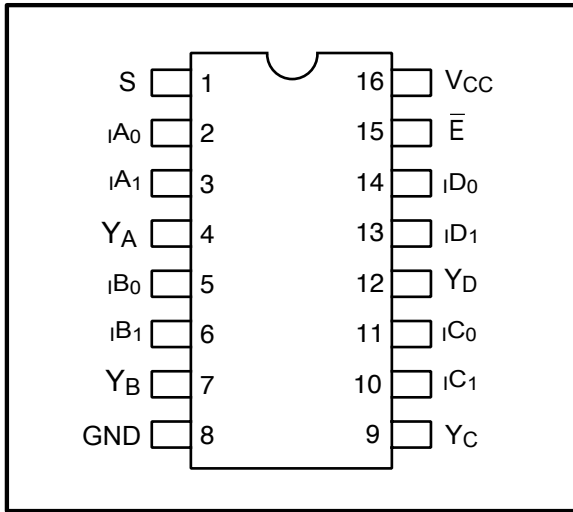 S 1 16 VCC
IA0 2 15 E̅
IA1 3 14 ID0
YA 4 13 ID1
IB0 5 12 YD
IB1 6 11 IC0
YB 7 10 IC1
GND 8 9 YC